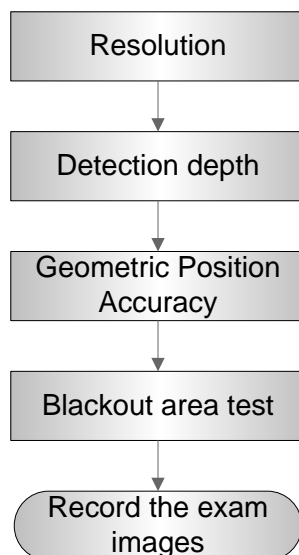 Resolution
Detection depth
Geometric Position
Accuracy
Blackout area test
Record the exam
images